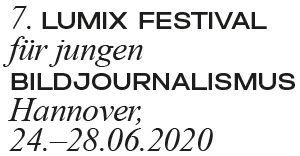 7. LUMIX FESTIVAL
für jungen
BILDJOURNALISMUS
Hannover,
24.–28.06.2020